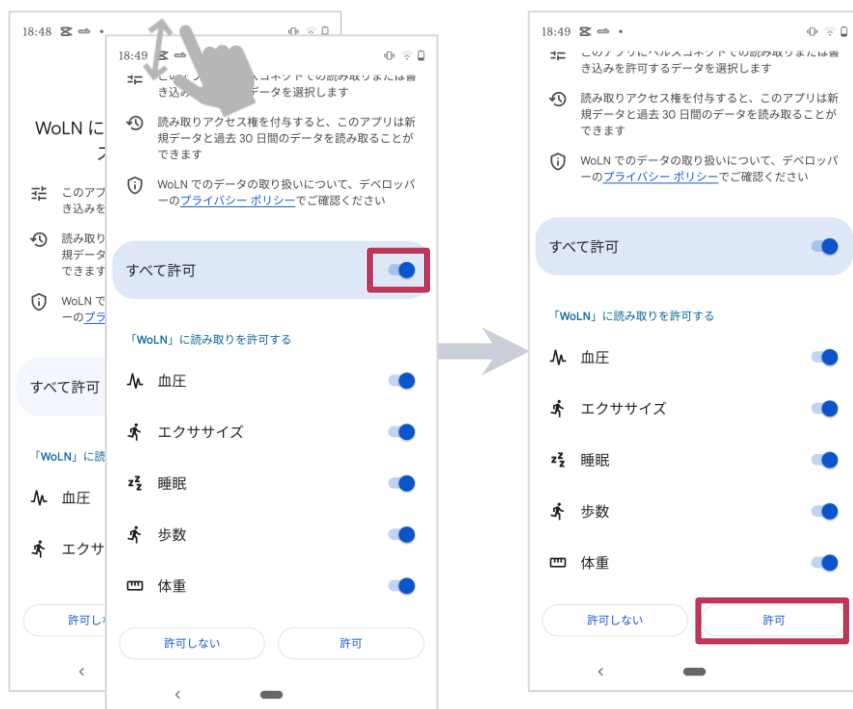 18:48
WoLN に
ス
このアプ
き込みを
読み取り
規データ
できます
WoLN で
ーのプラ
すべて許可
「WoLN」に読
血圧
エクサ
許可し
18:49
き込み
データを選択します
読み取りアクセス権を付与すると、このアプリは新
規データと過去 30 日間のデータを読み取ることが
できます
WoLN でのデータの取り扱いについて、デベロッパ
ーのプライバシー ポリシーでご確認ください
すべて許可
「WoLN」に読み取りを許可する
血圧
エクササイズ
睡眠
歩数
体重
許可しない
許可
18:49
このアプリにヘルスコネクトでの読み取りまたは書
き込みを許可するデータを選択します
読み取りアクセス権を付与すると、このアプリは新
規データと過去 30 日間のデータを読み取ることが
できます
WoLN でのデータの取り扱いについて、デベロッパ
ーのプライバシー ポリシーでご確認ください
すべて許可
「WoLN」に読み取りを許可する
血圧
エクササイズ
睡眠
歩数
体重
許可しない
許可